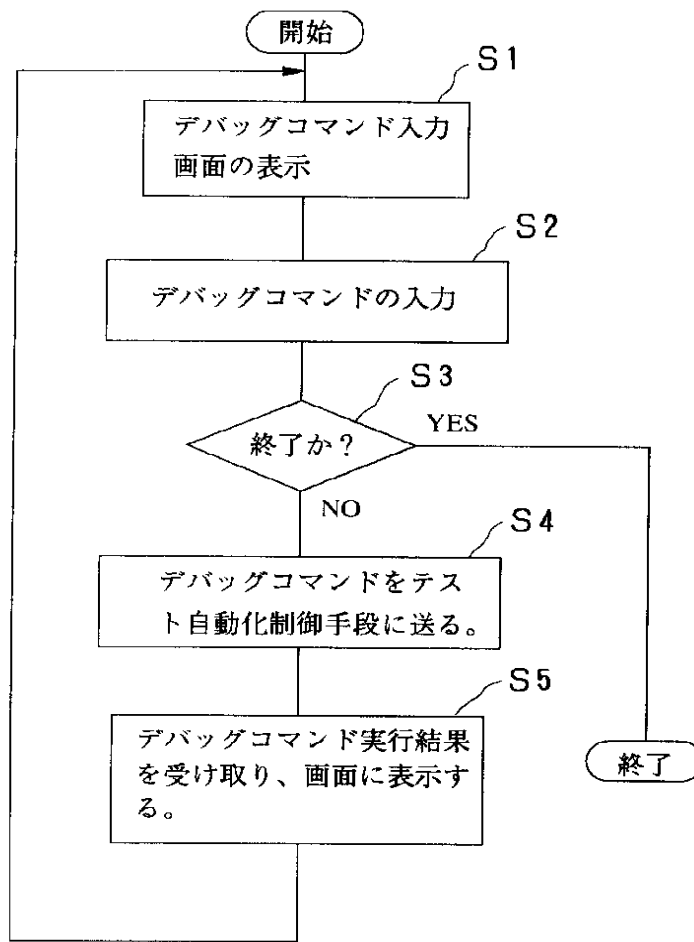 開始
S1
デバッグコマンド入力
画面の表示
S2
デバッグコマンドの入力
S3
終了か？
YES
NO
S4
デバッグコマンドをテス
ト自動化制御手段に送る。
S5
デバッグコマンド実行結果
を受け取り、画面に表示す
る。
終了